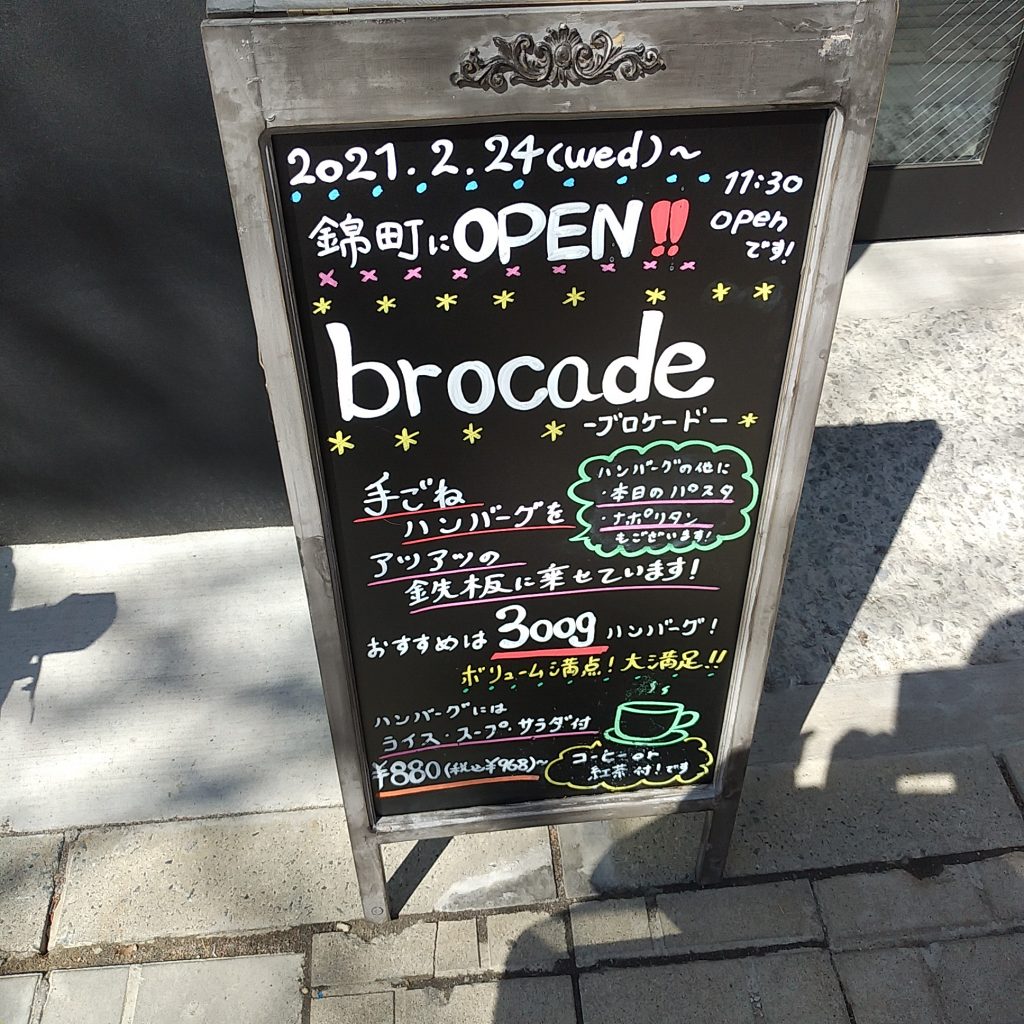 2021.2.24(wed)～
11:30
openです!
錦町にOPEN!!
brocade
-ブロケード-
手ごね
ハンバーグを
アツアツの
鉄板に乗せています!
ハンバーグの他に
・本日のパスタ
・ナポリタン
もございます!
おすすめは 300g ハンバーグ!
ボリューム満点!大満足!!
ハンバーグには
ライス・スープ・サラダ付
¥880(税込¥968)～
コーヒーor
紅茶付!です